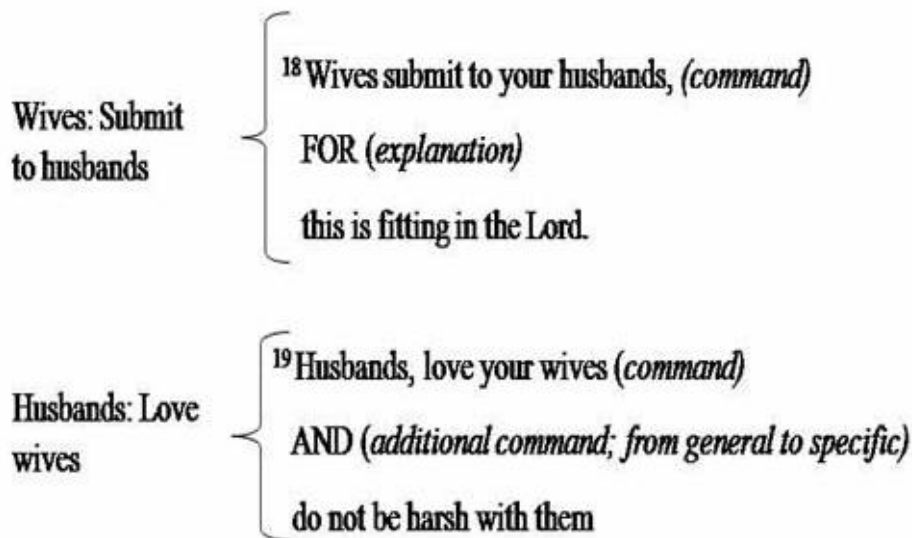 Wives: Submit
to husbands
¹⁸ Wives submit to your husbands, (command)
FOR (explanation)
this is fitting in the Lord.
Husbands: Love
wives
¹⁹ Husbands, love your wives (command)
AND (additional command; from general to specific)
do not be harsh with them